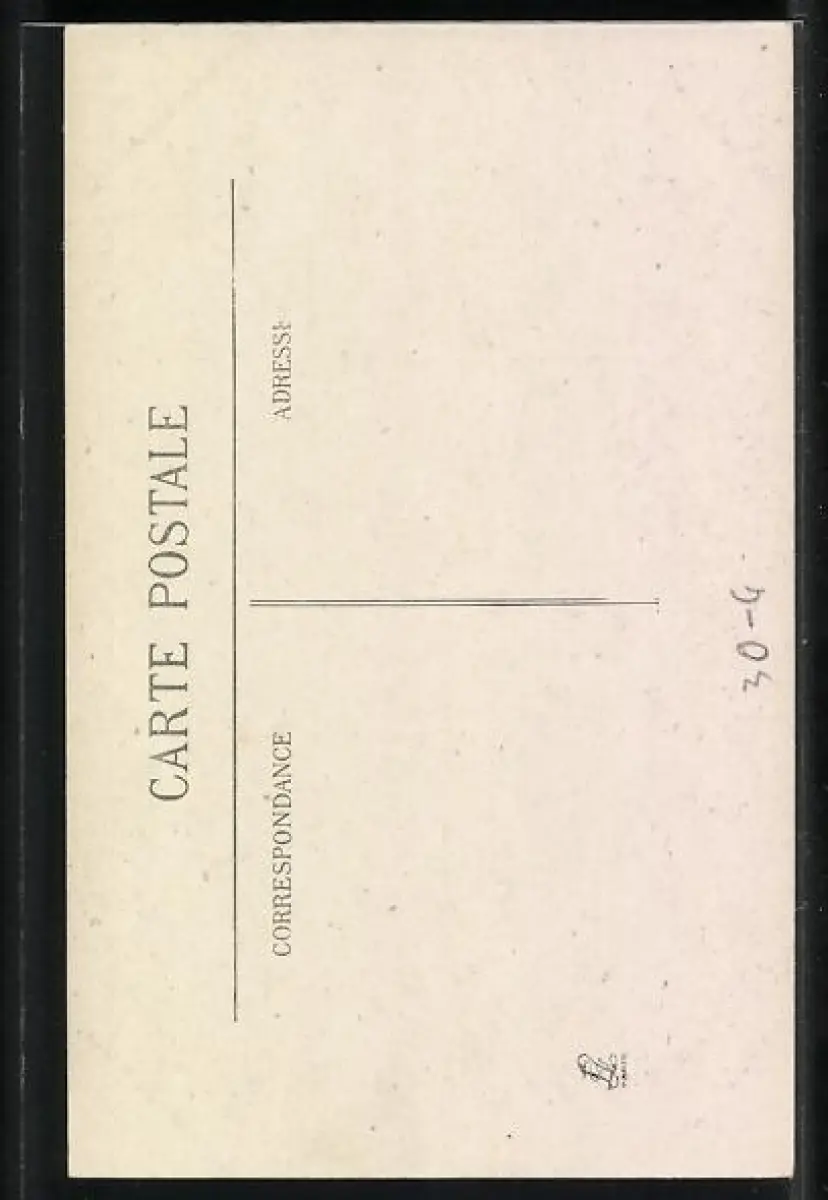 CARTE POSTALE
CORRESPONDANCE
ADRESSE
30-4